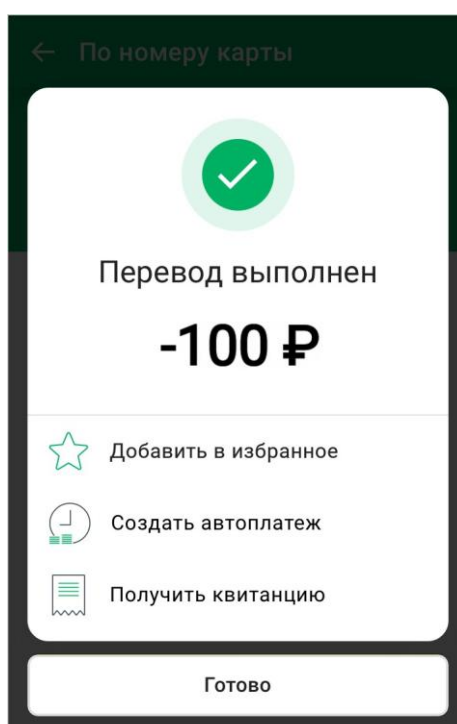 По номеру карты
Перевод выполнен
-100 ₽
Добавить в избранное
Создать автоплатеж
Получить квитанцию
Готово